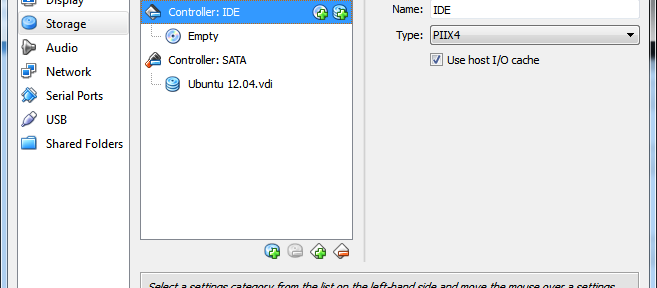 Display
Storage
Audio
Network
Serial Ports
USB
Shared Folders
Controller: IDE
Empty
Controller: SATA
Ubuntu 12.04.vdi
Name: IDE
Type: PIIX4
Use host I/O cache
Select a settings category from the list on the left-hand side and move the mouse over a settings